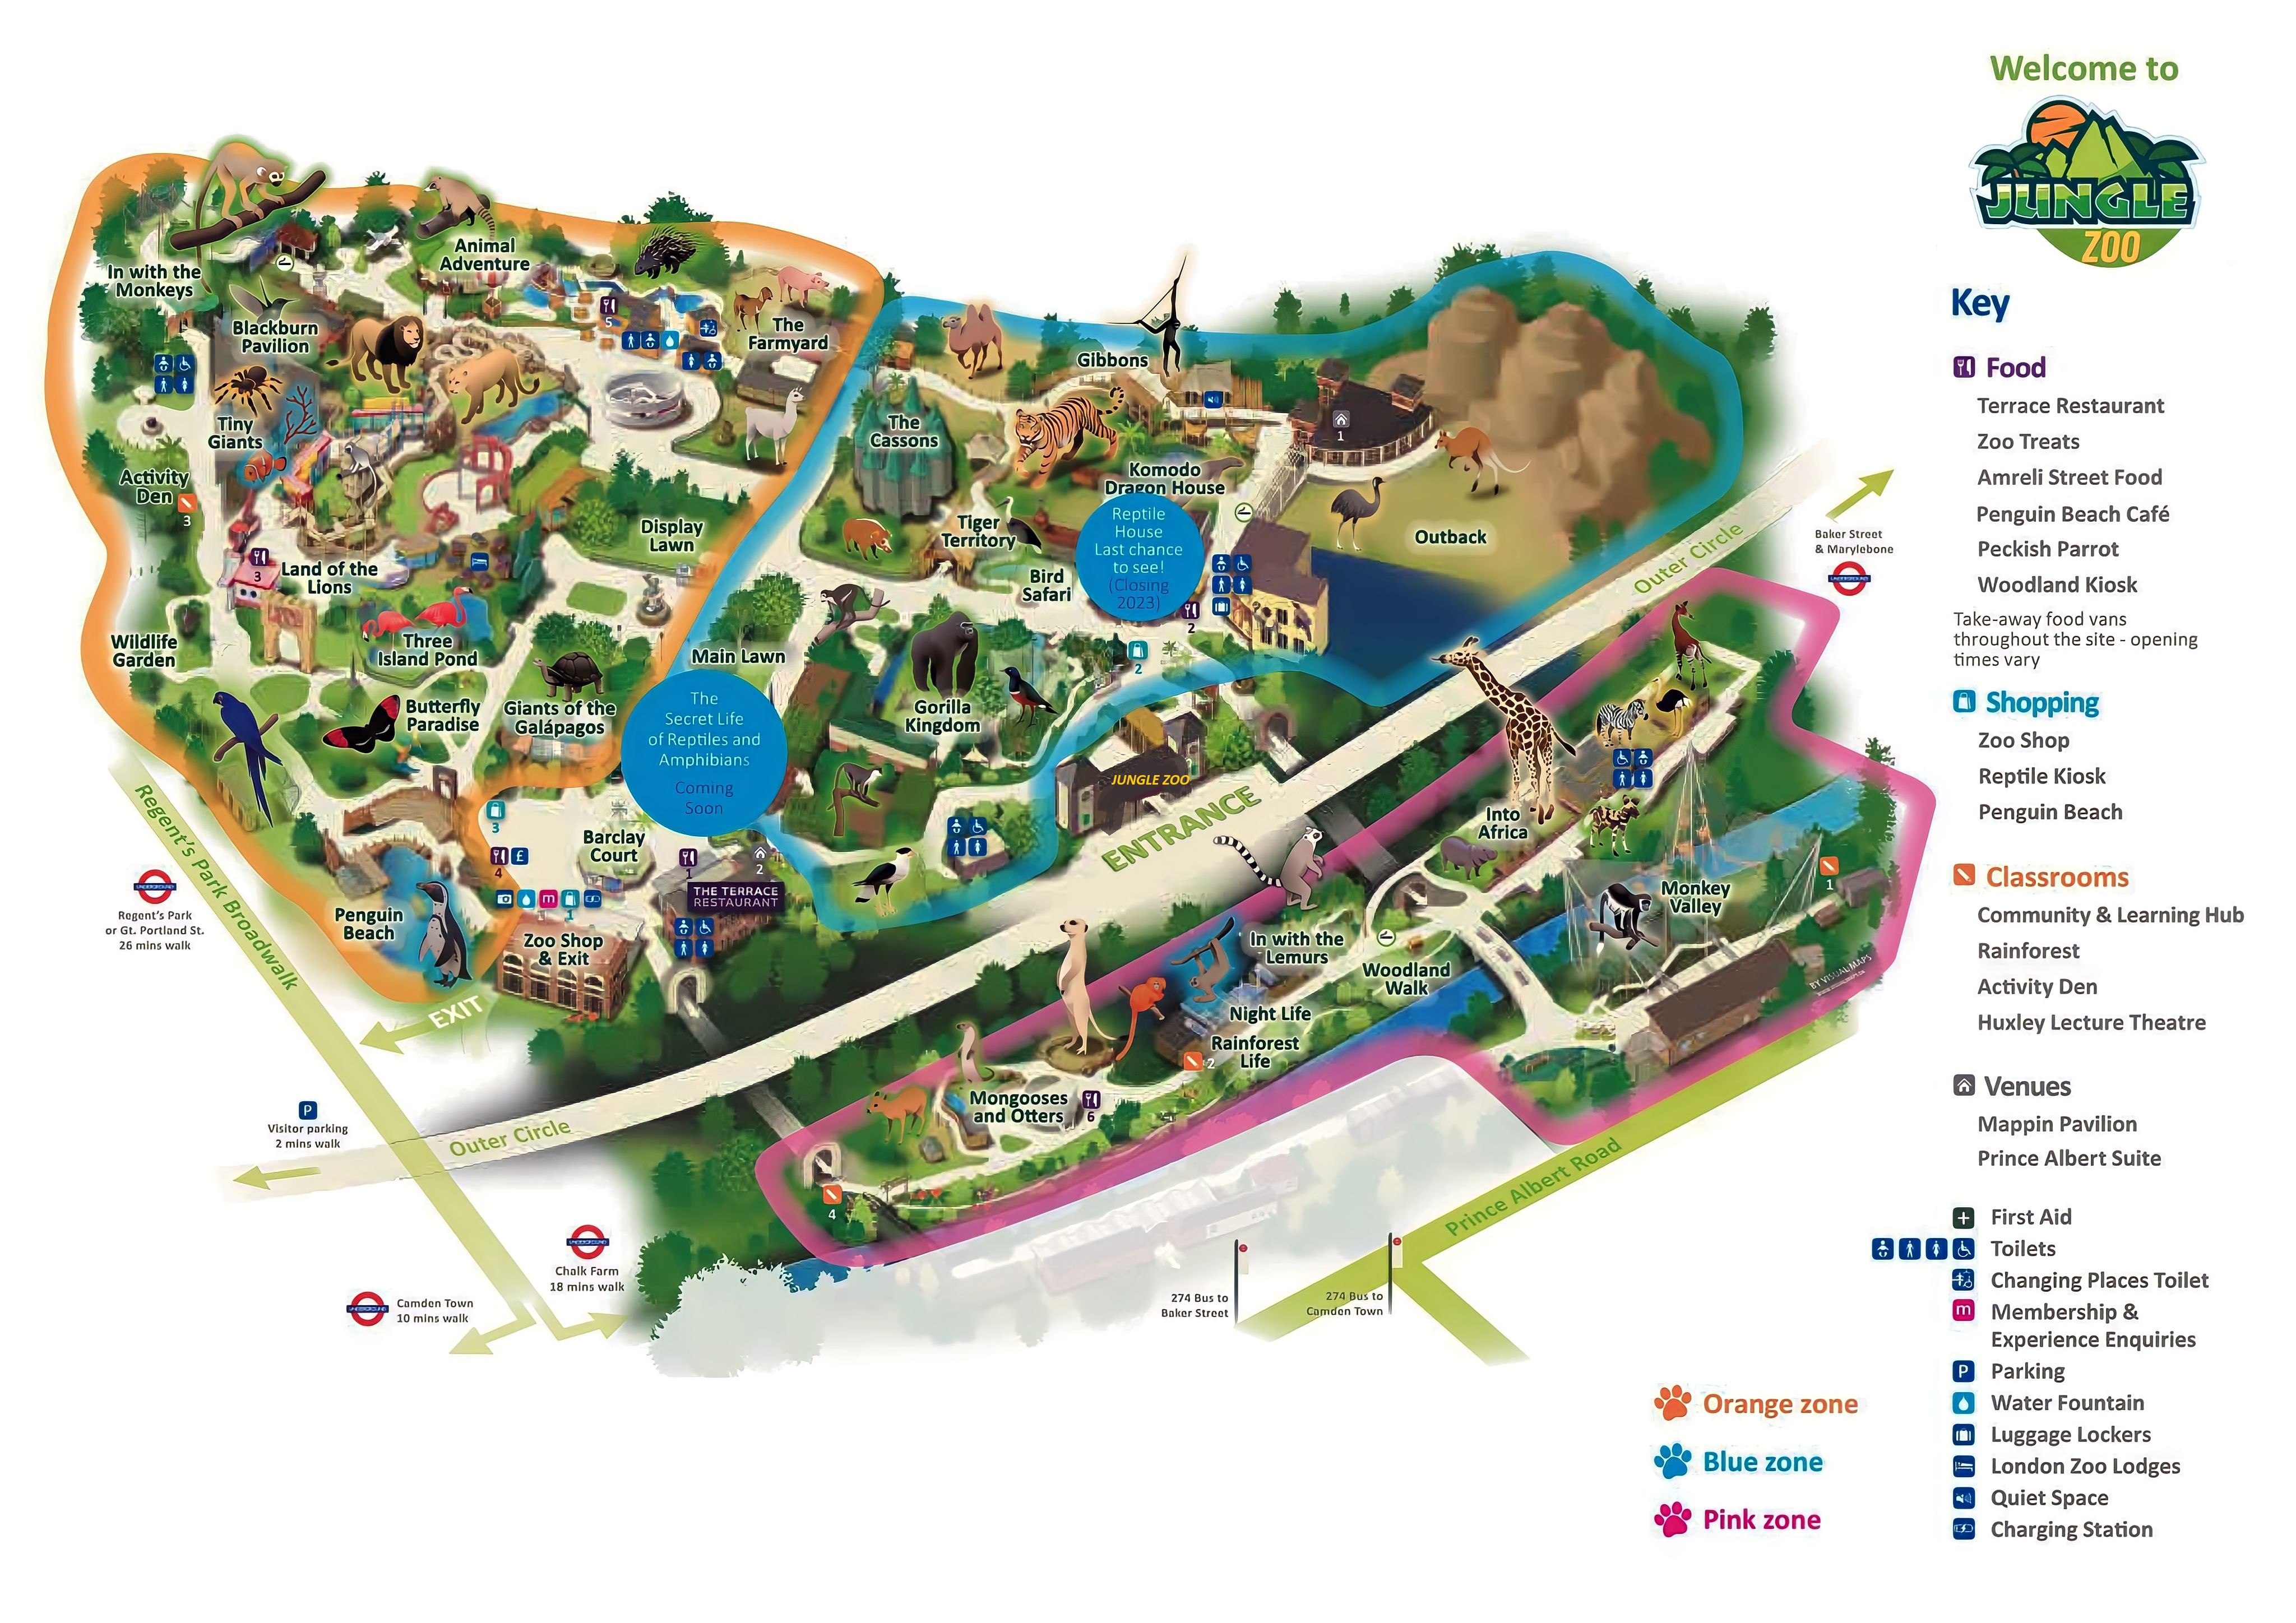 Welcome to
JUNGLE
ZOO
Key
Food
Terrace Restaurant
Zoo Treats
Amreli Street Food
Penguin Beach Café
Peckish Parrot
Woodland Kiosk
Take-away food vans
throughout the site - opening
times vary
Shopping
Zoo Shop
Reptile Kiosk
Penguin Beach
Classrooms
Community & Learning Hub
Rainforest
Activity Den
Huxley Lecture Theatre
Venues
Mappin Pavilion
Prince Albert Suite
First Aid
Toilets
Changing Places Toilet
m
Membership &
Experience Enquiries
P
Parking
Water Fountain
Luggage Lockers
London Zoo Lodges
Quiet Space
Charging Station
Orange zone
Blue zone
Pink zone
In with the
Monkeys
Animal
Adventure
Blackburn
Pavilion
5
The
Farmyard
Tiny
Giants
Activity
Den
3
Display
Lawn
3
Land of the
Lions
Wildlife
Garden
Three
Island Pond
Butterfly
Paradise
Giants of the
Galápagos
Gibbons
1
The
Cassons
Komodo
Dragon House
Tiger
Territory
Reptile
House
Last chance
to see!
(Closing
2023)
Outback
Bird
Safari
2
2
Main Lawn
The
Secret Life
of Reptiles and
Amphibians
Coming
Soon
Gorilla
Kingdom
JUNGLE ZOO
ENTRANCE
3
Barclay
Court
4
£
1
2
THE TERRACE
RESTAURANT
m
1
1
Penguin
Beach
Zoo Shop
& Exit
EXIT
Outer Circle
Baker Street
& Marylebone
UNDERGROUND
Into
Africa
Monkey
Valley
1
In with the
Lemurs
Woodland
Walk
Night Life
Rainforest
Life
2
Mongooses
and Otters
6
4
BY VISUAL MAPS
Regent's Park Broadwalk
UNDERGROUND
Regent's Park
or Gt. Portland St.
26 mins walk
P
Visitor parking
2 mins walk
Outer Circle
UNDERGROUND
Chalk Farm
18 mins walk
UNDERGROUND
Camden Town
10 mins walk
Prince Albert Road
274 Bus to
Baker Street
274 Bus to
Camden Town